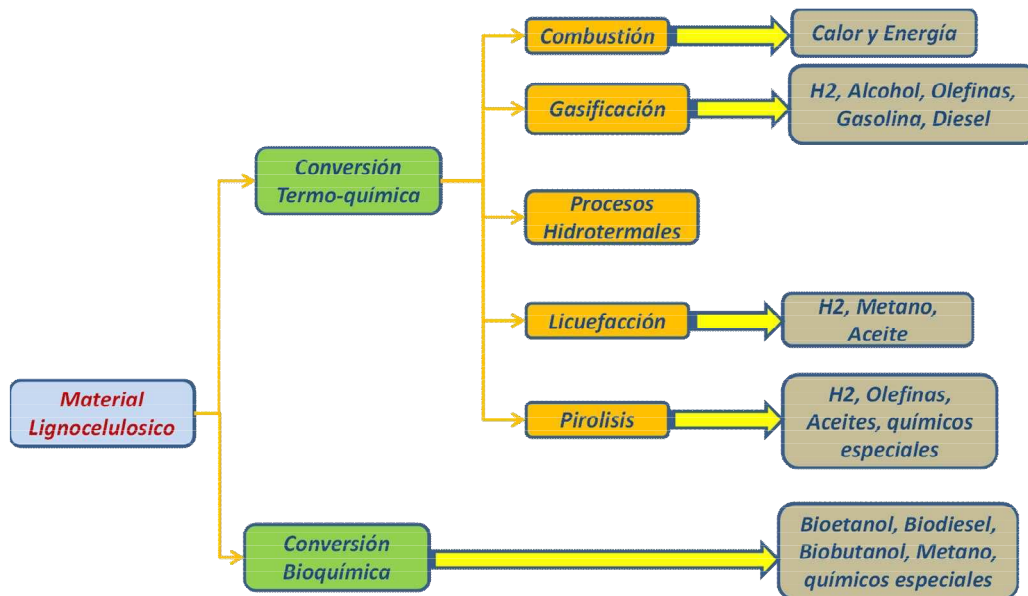 Combustión
Calor y Energía
Gasificación
H2, Alcohol, Olefinas,
Gasolina, Diesel
Conversión
Termo-química
Procesos
Hidrotermales
Licuefacción
H2, Metano,
Aceite
Material
Lignocelulosico
Pirolisis
H2, Olefinas,
Aceites, químicos
especiales
Conversión
Bioquímica
Bioetanol, Biodiesel,
Biobutanol, Metano,
químicos especiales